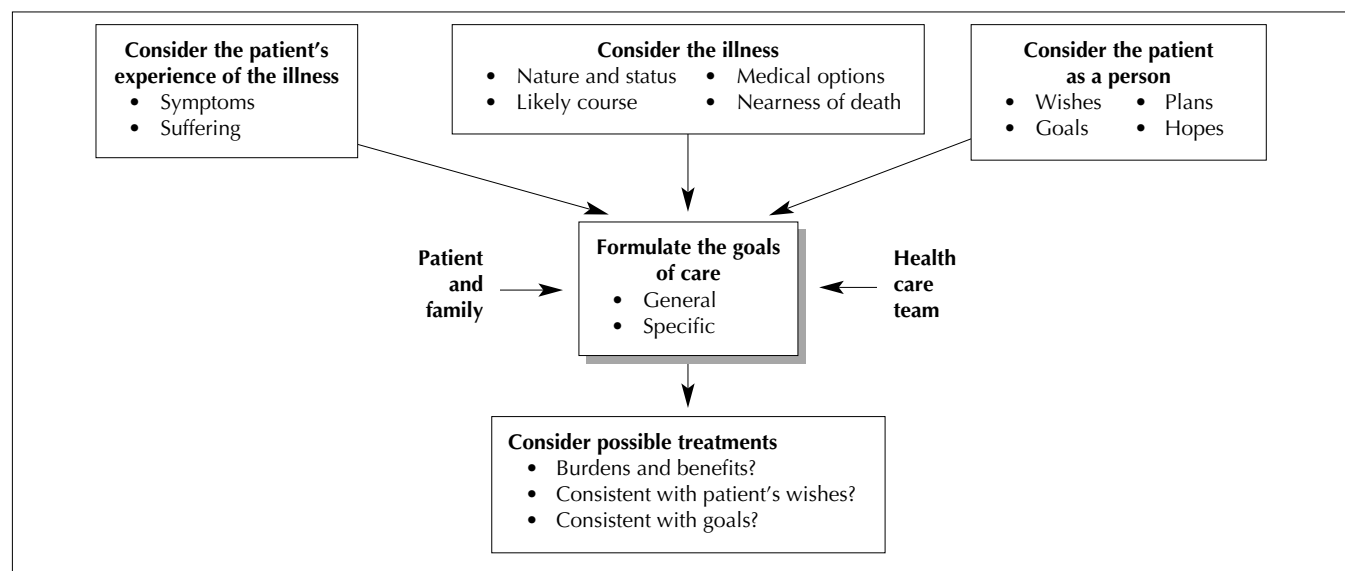 Consider the patient's
experience of the illness
• Symptoms
• Suffering
Consider the illness
• Nature and status • Medical options
• Likely course • Nearness of death
Consider the patient
as a person
• Wishes • Plans
• Goals • Hopes
Patient
and
family
Formulate the goals
of care
• General
• Specific
Health
care
team
Consider possible treatments
• Burdens and benefits?
• Consistent with patient's wishes?
• Consistent with goals?